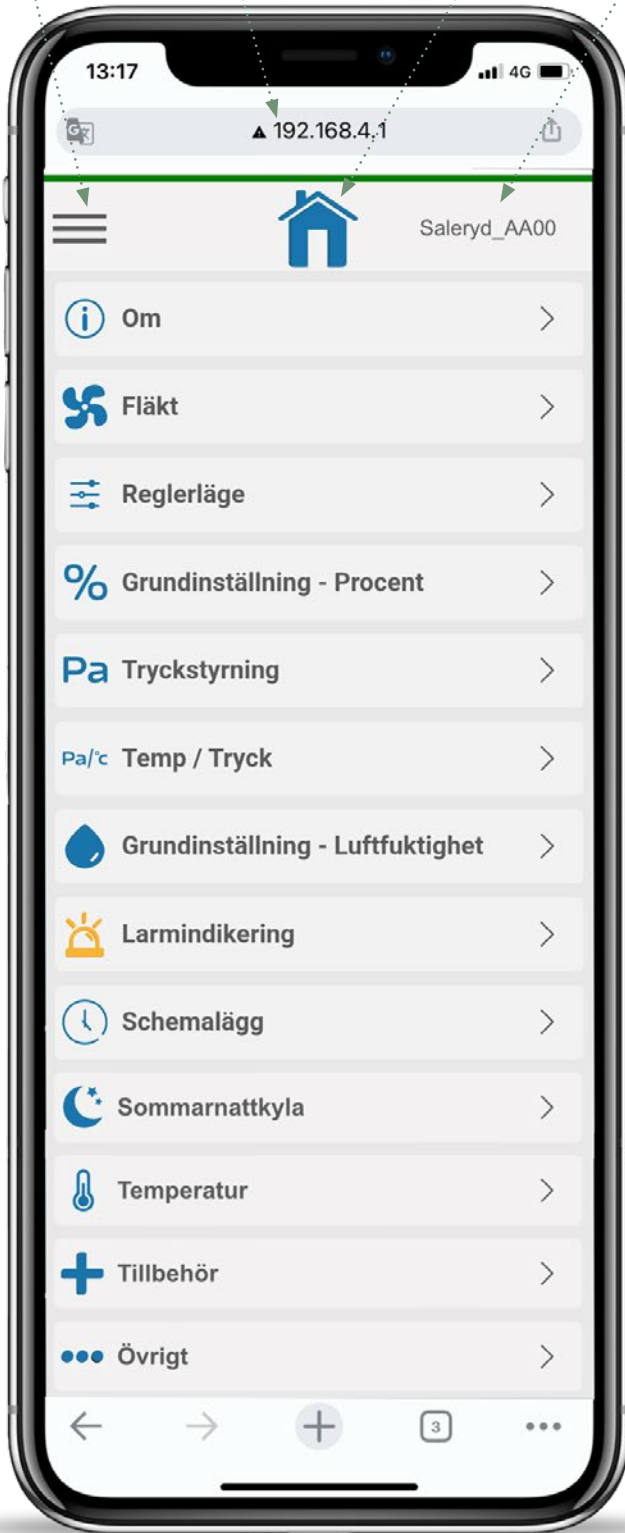 13:17
4G
192.168.4.1
Saleryd_AA00
Om
Fläkt
Reglerläge
% Grundinställning - Procent
Pa Tryckstyrning
Pa/°c Temp / Tryck
Grundinställning - Luftfuktighet
Larmindikering
Schemalägg
Sommarnattkyla
Temperatur
Tillbehör
Övrigt
3